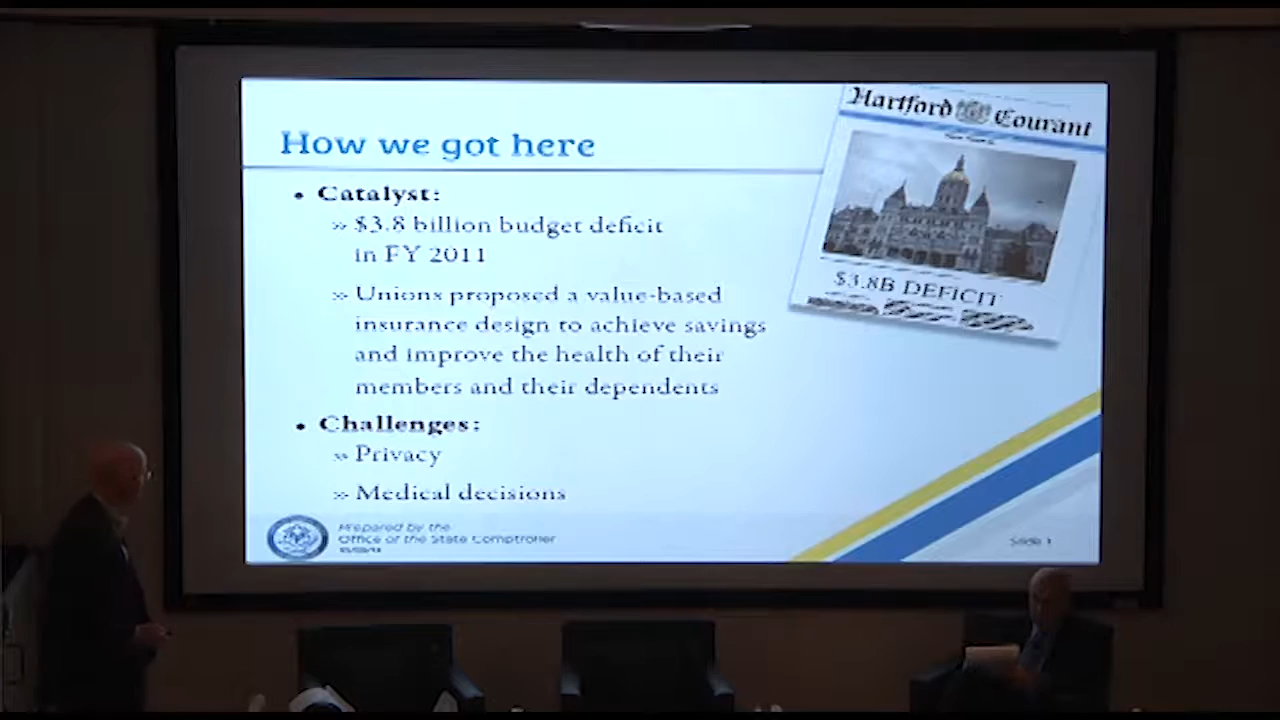 Hartford Courant
How we got here
$3.8B DEFICIT
• Catalyst:
» $3.8 billion budget deficit
in FY 2011
» Unions proposed a value-based
insurance design to achieve savings
and improve the health of their
members and their dependents
• Challenges:
» Privacy
» Medical decisions
Prepared by the
Office of the State Comptroller
Slide 1